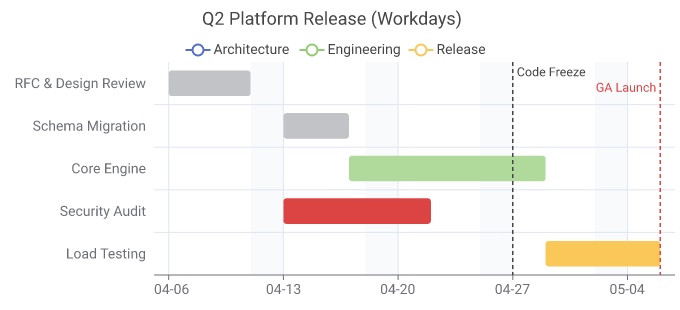 Q2 Platform Release (Workdays)
Architecture Engineering Release
Code Freeze
GA Launch
RFC & Design Review
Schema Migration
Core Engine
Security Audit
Load Testing
04-06 04-13 04-20 04-27 05-04